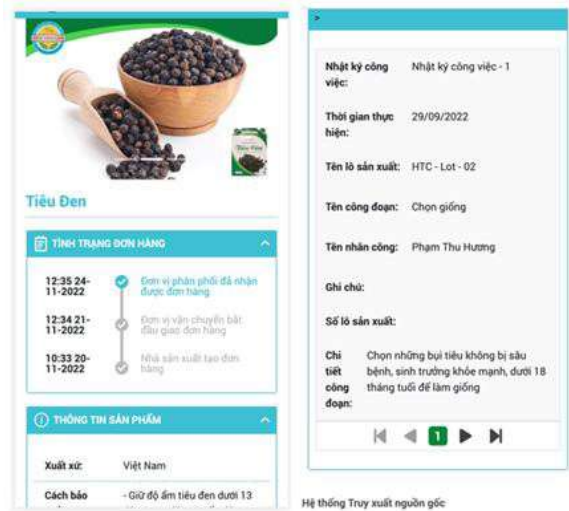 Tiêu Đen
TÌNH TRẠNG ĐƠN HÀNG
12:35 24-
11-2022
Đơn vị phân phối đã nhận
được đơn hàng
12:34 21-
11-2022
Đơn vị vận chuyển bắt
đầu giao đơn hàng
10:33 20-
11-2022
Nhà sản xuất tạo đơn
hàng
THÔNG TIN SẢN PHẨM
Xuất xứ: Việt Nam
Cách bảo - Giữ độ ẩm tiêu đen dưới 13
>
Nhật ký công Nhật ký công việc - 1
việc:
Thời gian thực 29/09/2022
hiện:
Tên lô sản xuất: HTC - Lot - 02
Tên công đoạn: Chọn giống
Tên nhân công: Phạm Thu Hương
Ghi chú:
Số lô sản xuất:
Chi Chọn những bụi tiêu không bị sâu
tiết bệnh, sinh trưởng khỏe mạnh, dưới 18
công tháng tuổi để làm giống
đoạn:
1
Hệ thống Truy xuất nguồn gốc